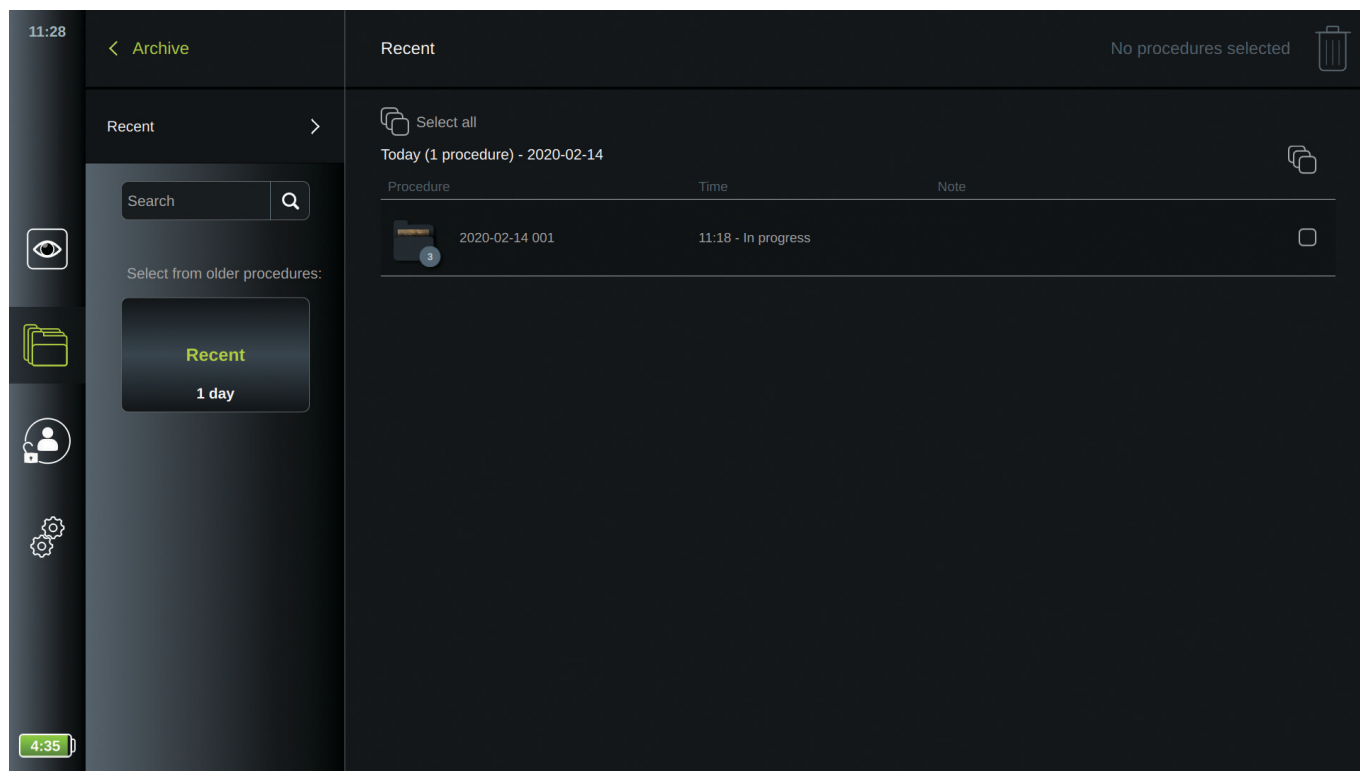 11:28
Archive
Recent
No procedures selected
Recent
Select all
Today (1 procedure) - 2020-02-14
Procedure Time Note
Search
3
2020-02-14 001 11:18 - In progress
Select from older procedures:
Recent
1 day
4:35